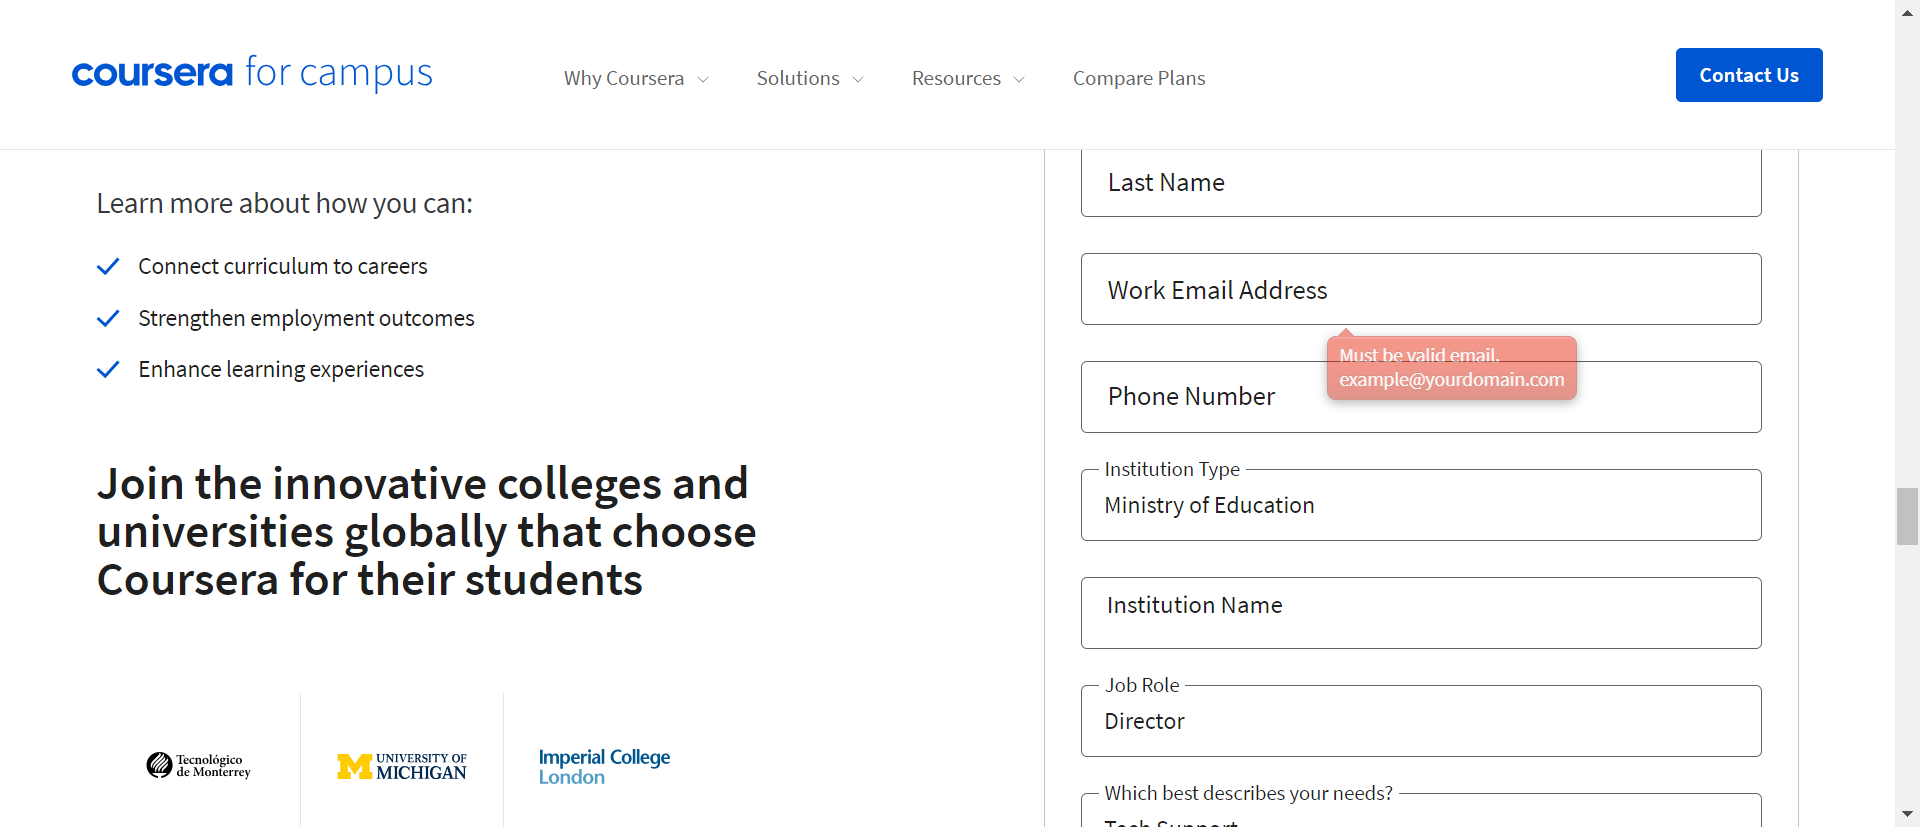 coursera for campus
Why Coursera
Solutions
Resources
Compare Plans
Contact Us
Learn more about how you can:
Connect curriculum to careers
Strengthen employment outcomes
Enhance learning experiences
Join the innovative colleges and
universities globally that choose
Coursera for their students
Tecnológico
de Monterrey
UNIVERSITY OF
MICHIGAN
Imperial College
London
Last Name
Work Email Address
Must be valid email.
example@yourdomain.com
Phone Number
Institution Type
Ministry of Education
Institution Name
Job Role
Director
Which best describes your needs?
Tech Support